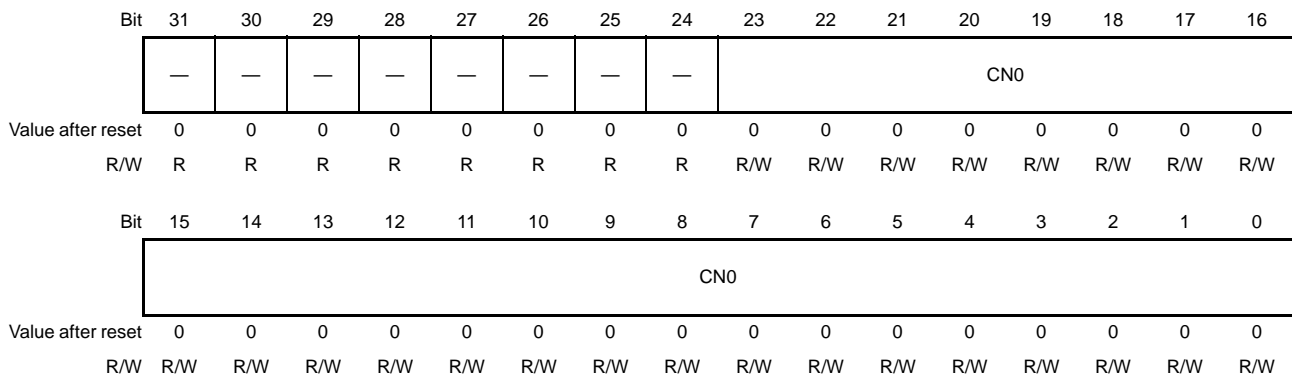 Bit 31 30 29 28 27 26 25 24 23 22 21 20 19 18 17 16
— — — — — — — — CN0
Value after reset 0 0 0 0 0 0 0 0 0 0 0 0 0 0 0 0
R/W R R R R R R R R R/W R/W R/W R/W R/W R/W R/W R/W
Bit 15 14 13 12 11 10 9 8 7 6 5 4 3 2 1 0
CN0
Value after reset 0 0 0 0 0 0 0 0 0 0 0 0 0 0 0 0
R/W R/W R/W R/W R/W R/W R/W R/W R/W R/W R/W R/W R/W R/W R/W R/W R/W